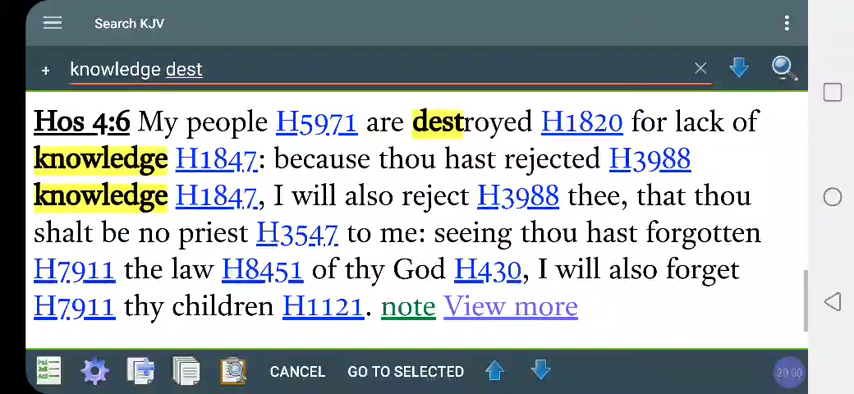 Search KJV
+ knowledge dest
Hos 4:6 My people H5971 are destroyed H1820 for lack of
knowledge H1847: because thou hast rejected H3988
knowledge H1847, I will also reject H3988 thee, that thou
shalt be no priest H3547 to me: seeing thou hast forgotten
H7911 the law H8451 of thy God H430, I will also forget
H7911 thy children H1121. note View more
CANCEL GO TO SELECTED